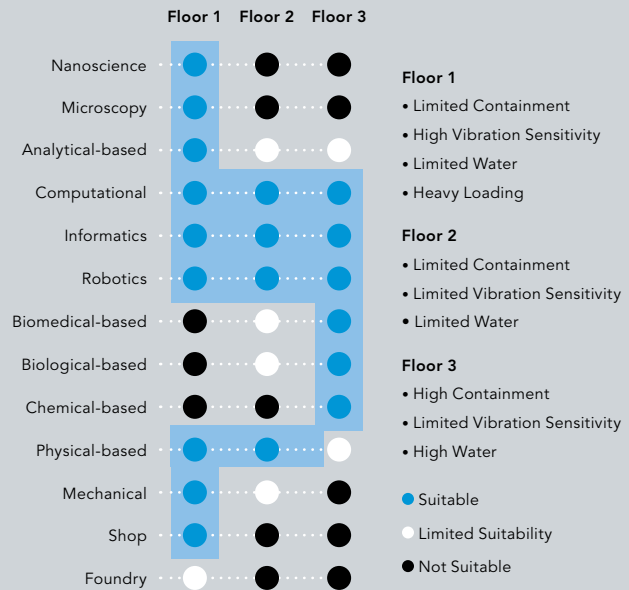 Floor 1 Floor 2 Floor 3
Nanoscience
Microscopy
Analytical-based
Computational
Informatics
Robotics
Biomedical-based
Biological-based
Chemical-based
Physical-based
Mechanical
Shop
Foundry
Floor 1
• Limited Containment
• High Vibration Sensitivity
• Limited Water
• Heavy Loading
Floor 2
• Limited Containment
• Limited Vibration Sensitivity
• Limited Water
Floor 3
• High Containment
• Limited Vibration Sensitivity
• High Water
Suitable
Limited Suitability
Not Suitable